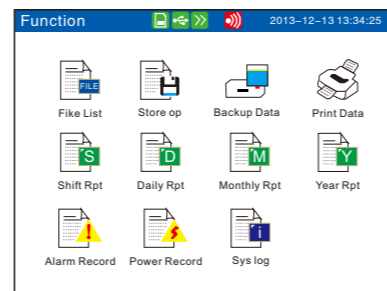 Function 2013-12-13 13:34:25
FILE
Fike List Store op Backup Data Print Data
S D M Y
Shift Rpt Daily Rpt Monthly Rpt Year Rpt
! i
Alarm Record Power Record Sys log